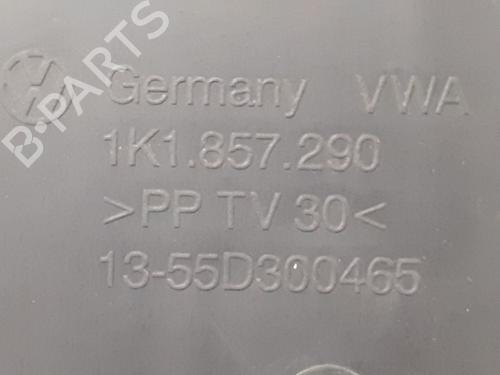 Germany VWA
1K1.857.290
>PP TV 30<
13-55D300465
B-PARTS